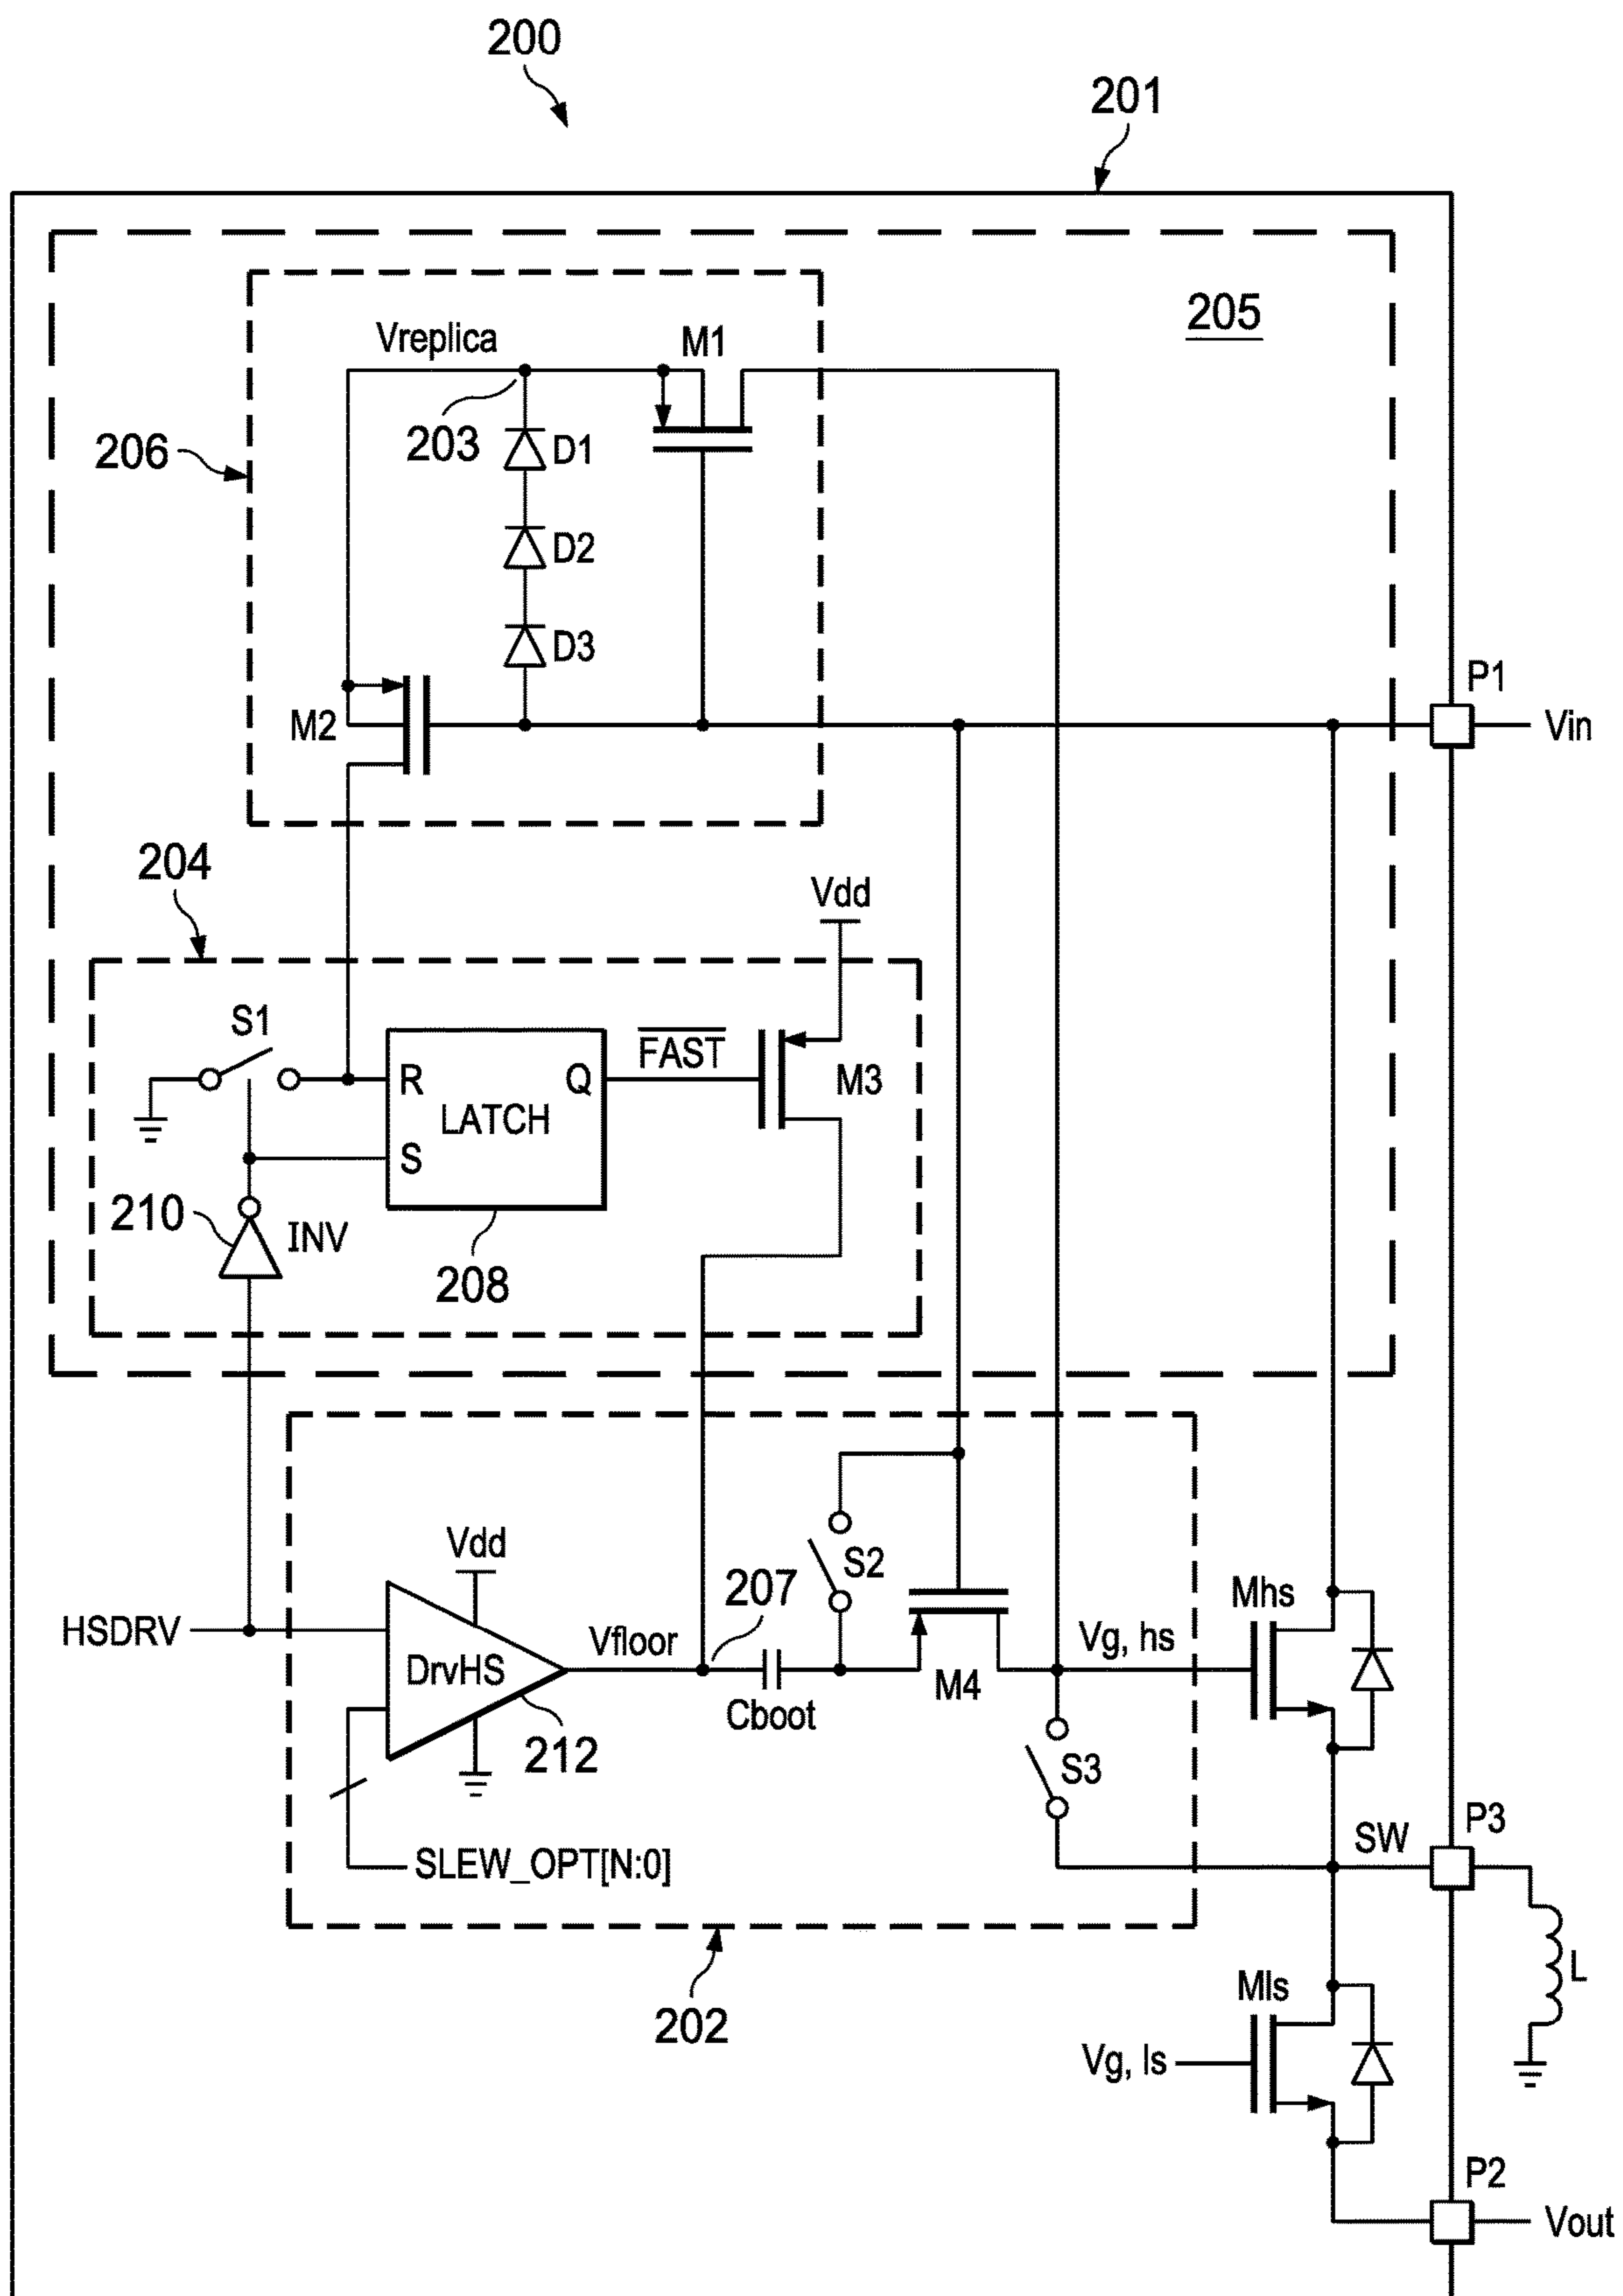 200
201
205
Vreplica
M1
203
D1
206
D2
D3
P1
M2
Vin
204
Vdd
S1
FAST
R
Q
M3
LATCH
S
210
INV
208
Vdd
S2
207
Mhs
HSDRV
Vfloor
Vg, hs
DrvHS
M4
Cboot
212
S3
P3
SW
SLEW_OPT[N:0]
L
Mls
202
Vg, ls
P2
Vout